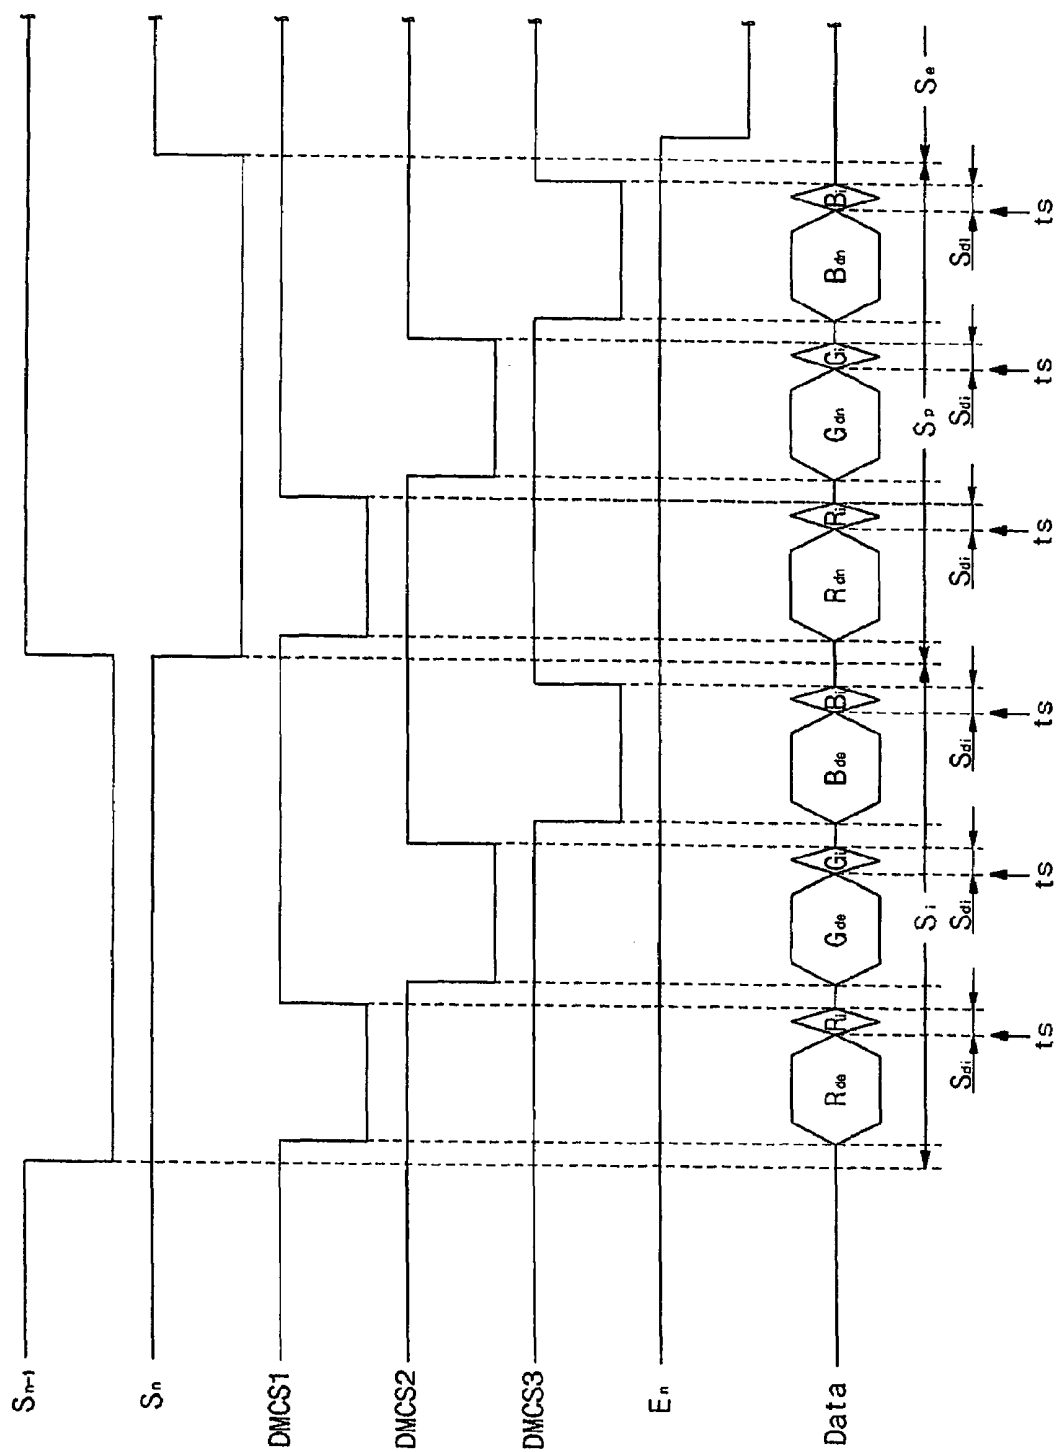 Sn-1
Sn
DMCS1
DMCS2
DMCS3
En
Data
Rde Ri Gde Gi Bde Bi Rdn Ri Gdn Gi Bdn Bi
Si Sp Se
Sdi Sdi Sdi Sdi Sdi Sdi
ts ts ts ts ts ts